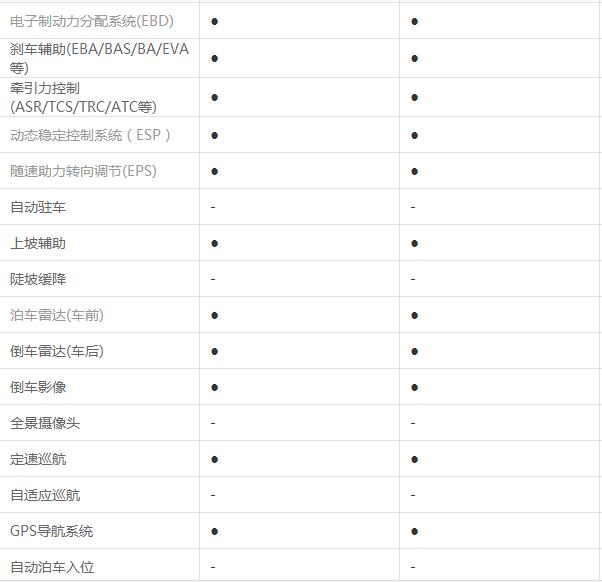 电子制动力分配系统(EBD) ● ●
刹车辅助(EBA/BAS/BA/EVA
等) ● ●
牵引力控制
(ASR/TCS/TRC/ATC等) ● ●
动态稳定控制系统（ESP） ● ●
随速助力转向调节(EPS) ● ●
自动驻车 - -
上坡辅助 ● ●
陡坡缓降 - -
泊车雷达(车前) ● ●
倒车雷达(车后) ● ●
倒车影像 ● ●
全景摄像头 - -
定速巡航 ● ●
自适应巡航 - -
GPS导航系统 ● ●
自动泊车入位 - -